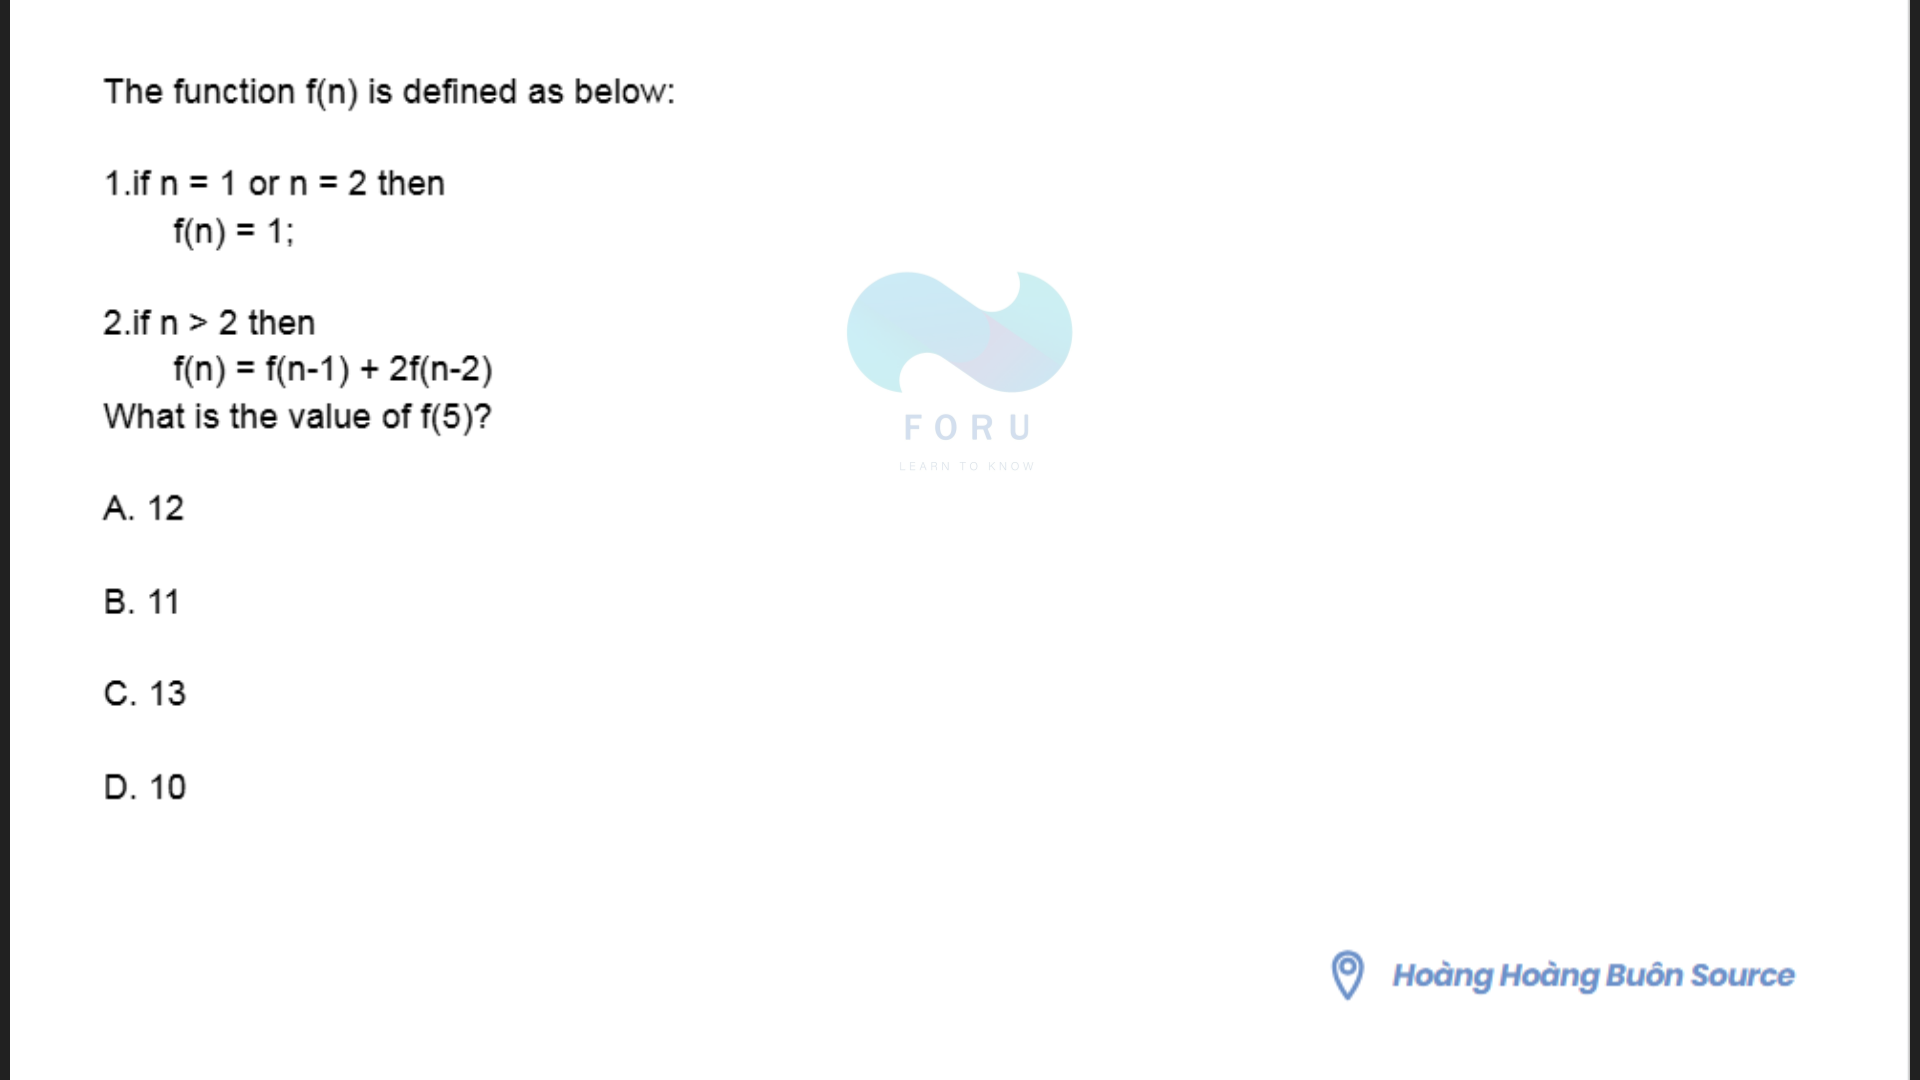 The function f(n) is defined as below:
1.if n = 1 or n = 2 then
f(n) = 1;
2.if n > 2 then
f(n) = f(n-1) + 2f(n-2)
What is the value of f(5)?
A. 12
B. 11
C. 13
D. 10
FORU
LEARN TO KNOW
Hoàng Hoàng Buôn Source